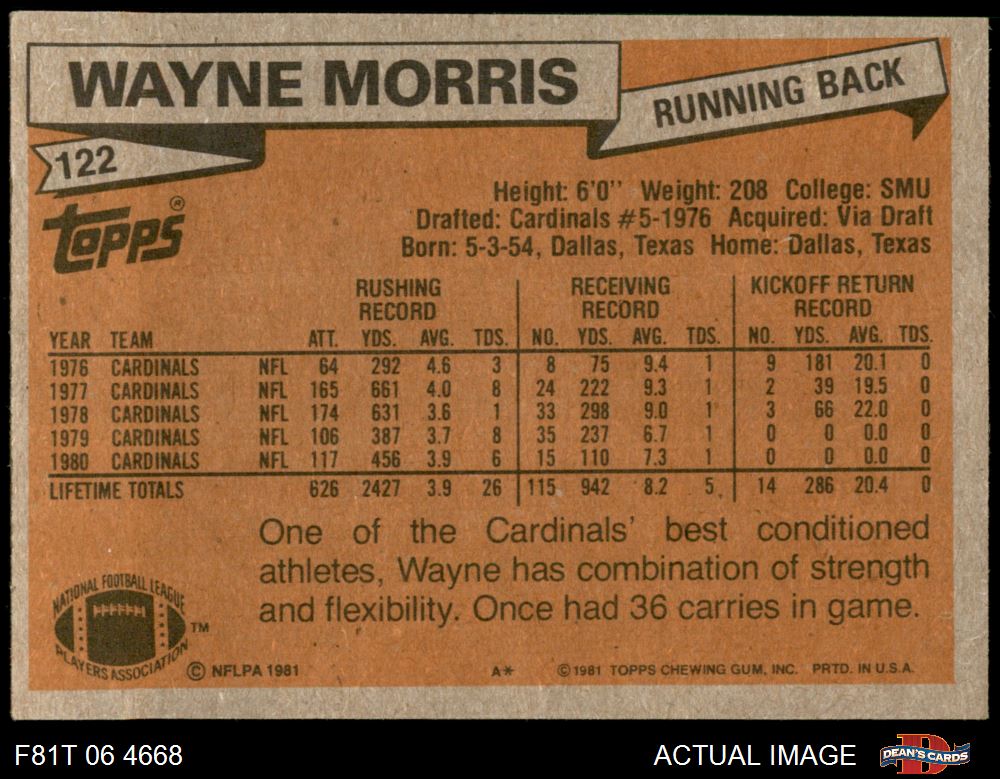 WAYNE MORRIS
RUNNING BACK
122
Topps®
Height: 6'0'' Weight: 208 College: SMU
Drafted: Cardinals #5-1976 Acquired: Via Draft
Born: 5-3-54, Dallas, Texas Home: Dallas, Texas
RUSHING RECORD RECEIVING RECORD KICKOFF RETURN RECORD
YEAR TEAM ATT. YDS. AVG. TDS. NO. YDS. AVG. TDS. NO. YDS. AVG. TDS.
1976 CARDINALS NFL 64 292 4.6 3 8 75 9.4 1 9 181 20.1 0
1977 CARDINALS NFL 165 661 4.0 8 24 222 9.3 1 2 39 19.5 0
1978 CARDINALS NFL 174 631 3.6 1 33 298 9.0 1 3 66 22.0 0
1979 CARDINALS NFL 106 387 3.7 8 35 237 6.7 1 0 0 0.0 0
1980 CARDINALS NFL 117 456 3.9 6 15 110 7.3 1 0 0 0.0 0
LIFETIME TOTALS 626 2427 3.9 26 115 942 8.2 5 14 286 20.4 0
One of the Cardinals' best conditioned
athletes, Wayne has combination of strength
and flexibility. Once had 36 carries in game.
NATIONAL FOOTBALL LEAGUE
PLAYERS ASSOCIATION
TM
© NFLPA 1981 A* © 1981 TOPPS CHEWING GUM, INC. PRTD. IN U.S.A.
F81T 06 4668 ACTUAL IMAGE DEAN'S CARDS